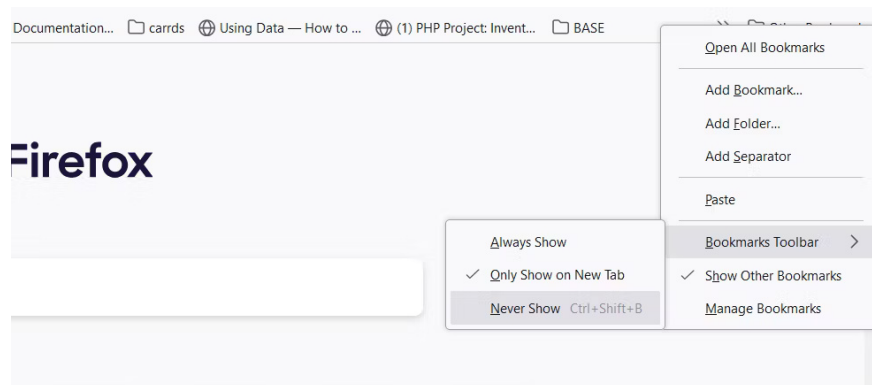 Documentation... carrds Using Data — How to ... (1) PHP Project: Invent... BASE
Open All Bookmarks
Add Bookmark...
Add Folder...
Add Separator
Paste
Bookmarks Toolbar
Show Other Bookmarks
Manage Bookmarks
Always Show
Only Show on New Tab
Never Show Ctrl+Shift+B
Firefox